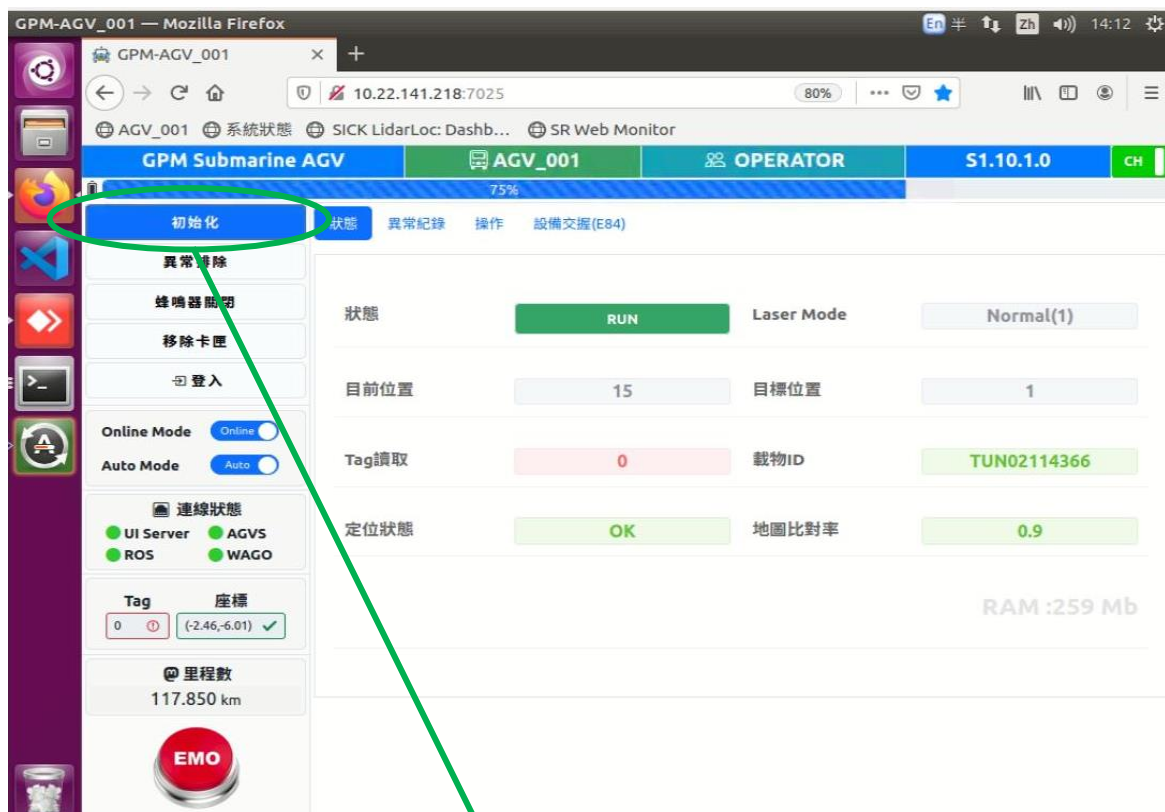 GPM-AGV_001 — Mozilla Firefox En 半 Zh 14:12
GPM-AGV_001
10.22.141.218:7025 80%
AGV_001 系統狀態 SICK LidarLoc: Dashb... SR Web Monitor
GPM Submarine AGV AGV_001 OPERATOR S1.10.1.0 CH
75%
初始化
狀態 異常紀錄 操作 設備交握(E84)
異常排除
蜂鳴器關閉
移除卡匣
登入
Online Mode Online
Auto Mode Auto
連線狀態
UI Server AGVS
ROS WAGO
Tag 座標
0 (-2.46,-6.01)
里程數
117.850 km
EMO
狀態 RUN Laser Mode Normal(1)
目前位置 15 目標位置 1
Tag讀取 0 載物ID TUN02114366
定位狀態 OK 地圖比對率 0.9
RAM :259 Mb